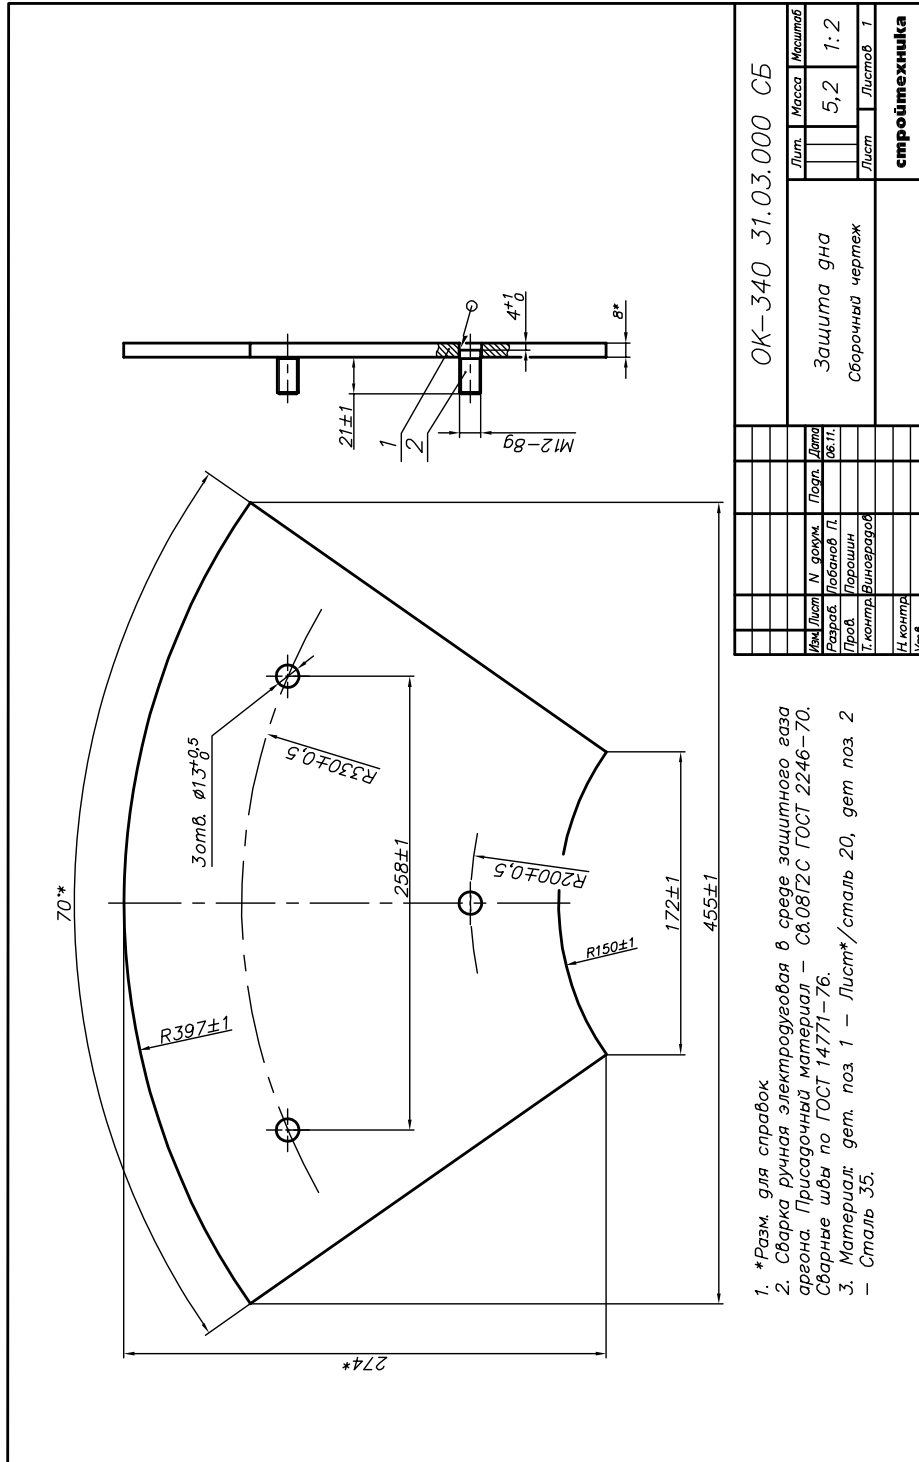 70°*
R397±1
3отв. ø13+0,5 0
R330±0,5
258±1
R200±0,5
R150±1
172±1
455±1
274*
21±1
1
2
M12-8g
4+1 0
8*
1. *Разм. для справок.
2. Сварка ручная электродуговая в среде защитного газа
аргона. Присадочный материал - Св.08Г2С ГОСТ 2246-70.
Сварные швы по ГОСТ 14771-76.
3. Материал: дет. поз. 1 - Лист*/сталь 20, дет поз. 2
- Сталь 35.
ОК-340 31.03.000 СБ
Изм. Лист N докум. Подп. Дата
Разраб. Лобанов П. 06.11.
Пров. Порошин
Т.контр. Виноградов
Н.контр.
Утв.
Защита дна
Сборочный чертеж
Лит. Масса Масштаб
5,2 1:2
Лист Листов 1
стройтехника